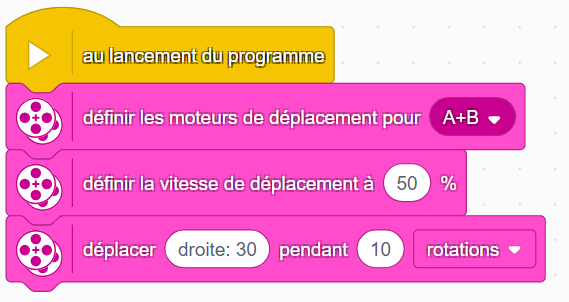 au lancement du programme
définir les moteurs de déplacement pour A+B
définir la vitesse de déplacement à 50 %
déplacer droite: 30 pendant 10 rotations